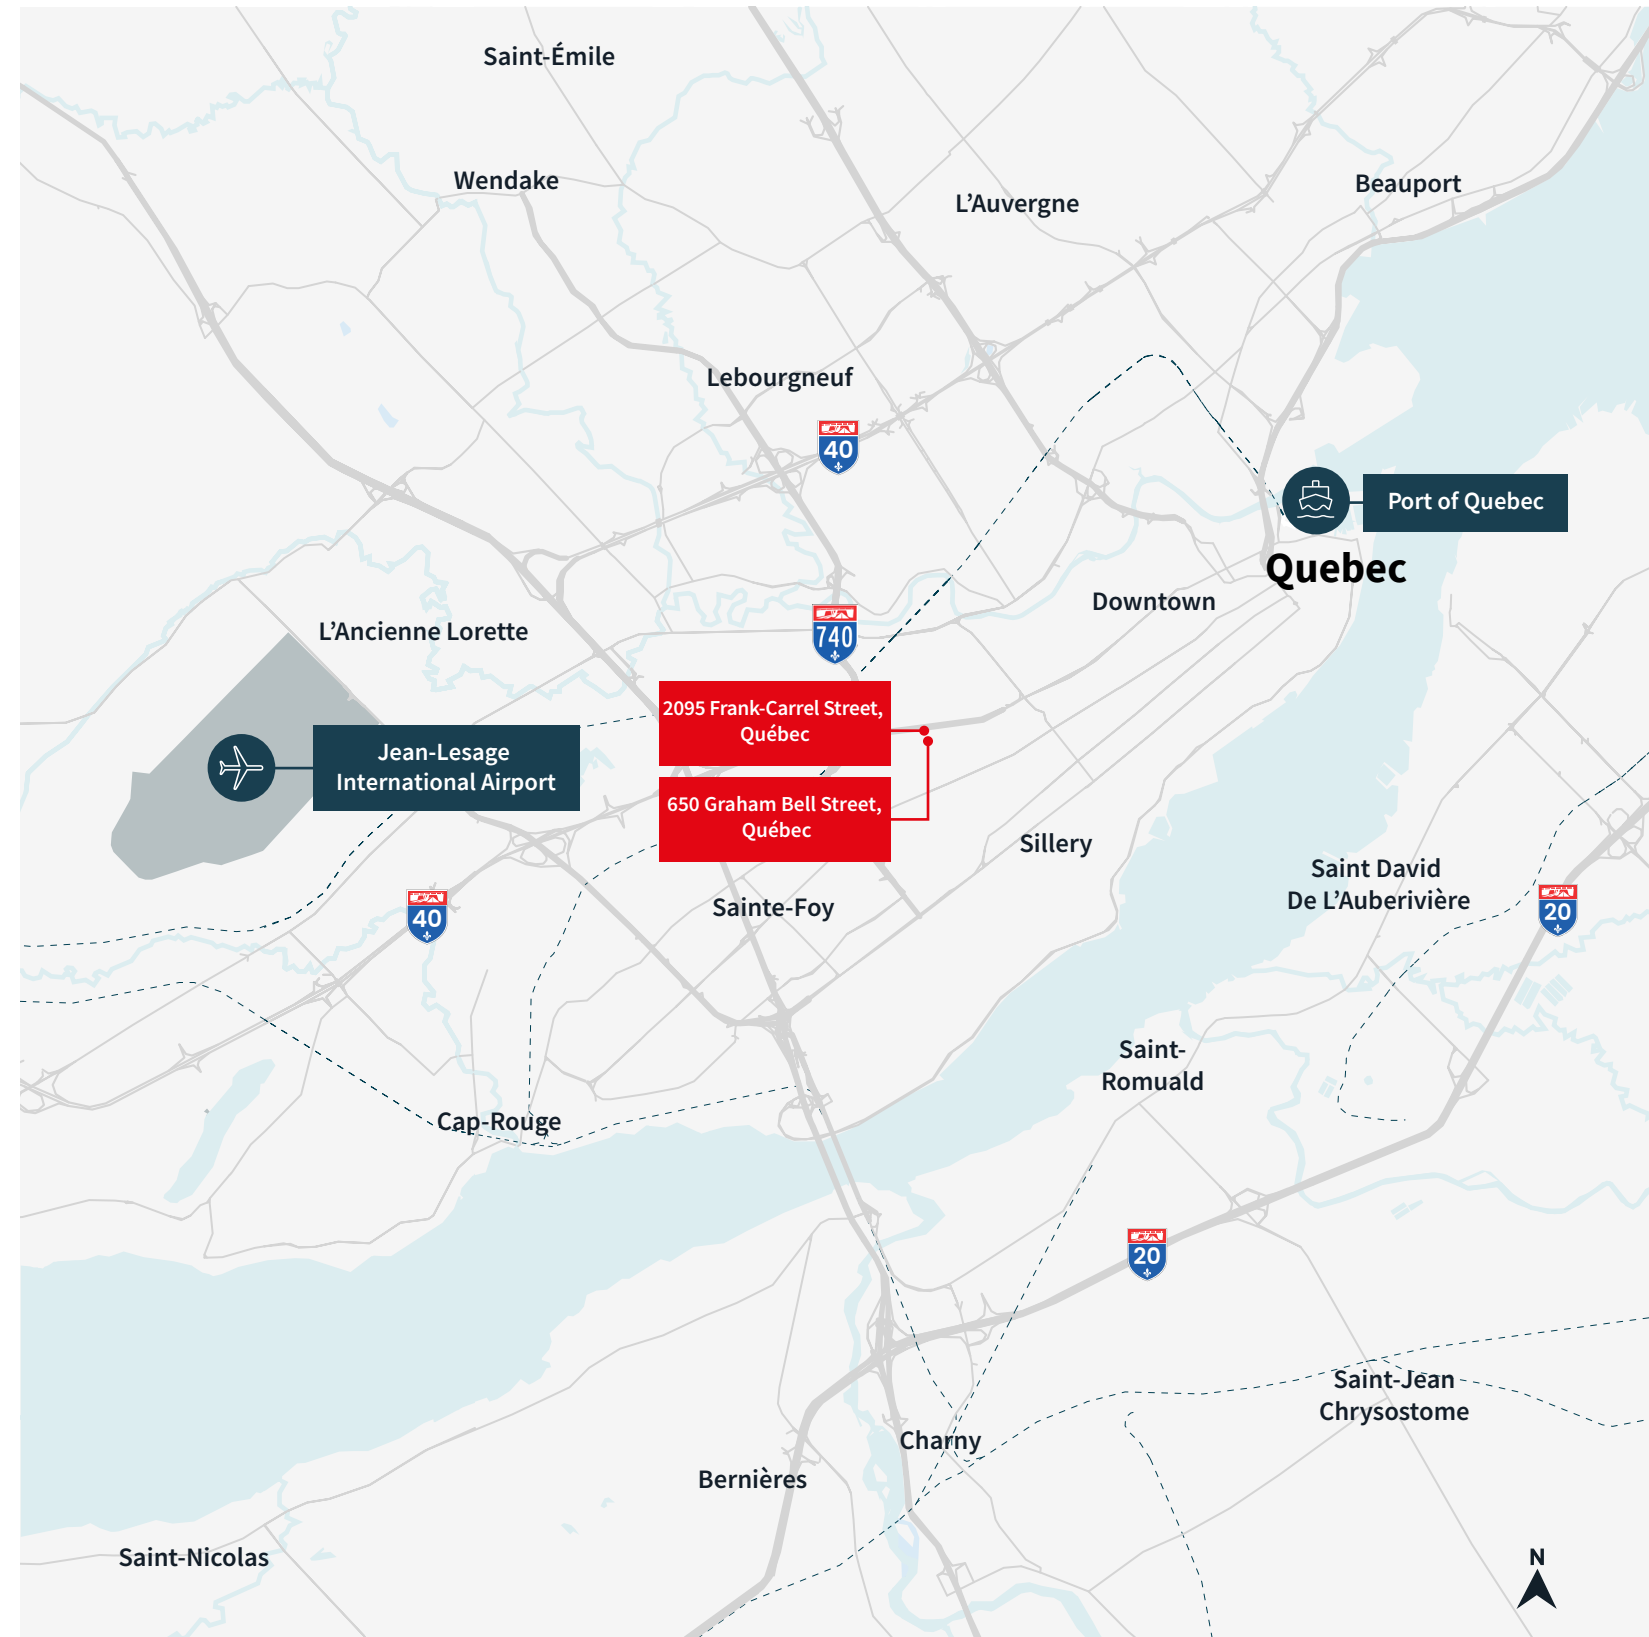 Saint-Émile
Wendake
L’Auvergne
Beauport
Lebourgneuf
40
Port of Quebec
Quebec
Downtown
L’Ancienne Lorette
740
2095 Frank-Carrel Street,
Québec
Jean-Lesage
International Airport
650 Graham Bell Street,
Québec
Sillery
Saint David
De L’Auberivière
Sainte-Foy
40
20
Saint-
Romuald
Cap-Rouge
20
Saint-Jean
Chrysostome
Charny
Bernières
Saint-Nicolas
N